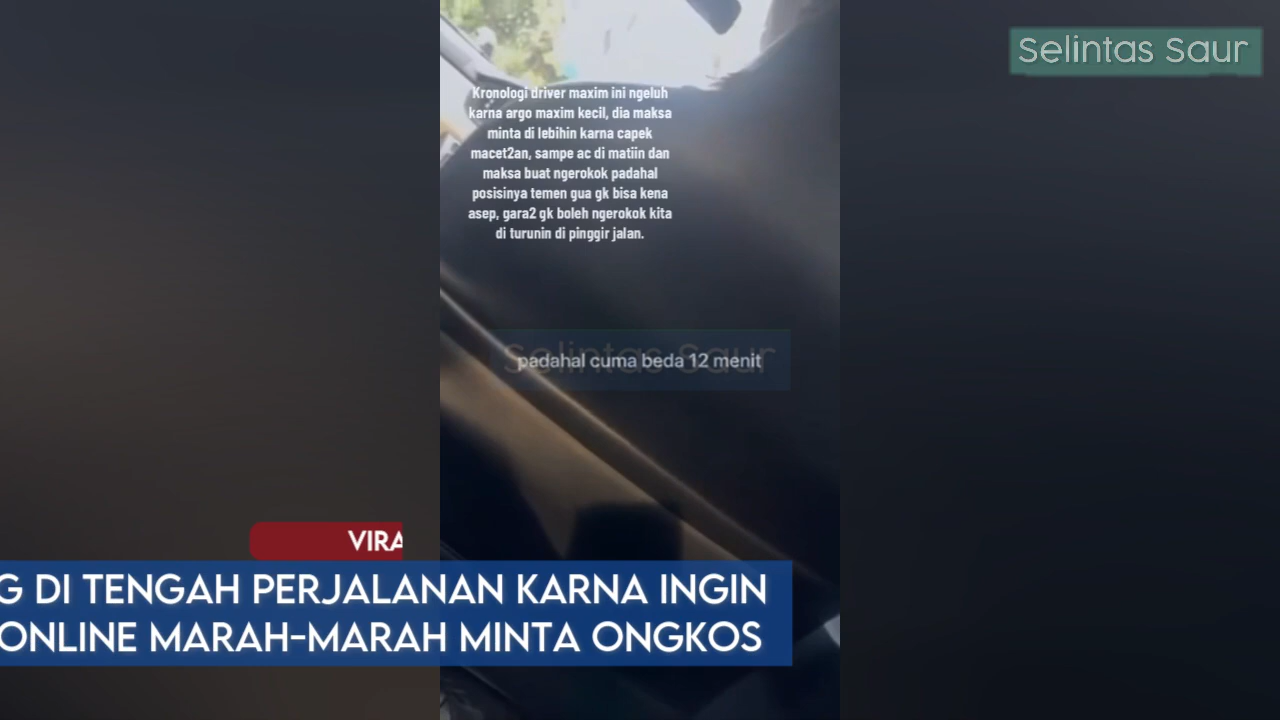 Selintas Saur
Kronologi driver maxim ini ngeluh
karna argo maxim kecil, dia maksa
minta di lebihin karna capek
macet2an, sampe ac di matiin dan
maksa buat ngerokok padahal
posisinya temen gua gk bisa kena
asep, gara2 gk boleh ngerokok kita
di turunin di pinggir jalan.
Selintas Saur
padahal cuma beda 12 menit
VIRA
G DI TENGAH PERJALANAN KARNA INGIN
ONLINE MARAH-MARAH MINTA ONGKOS